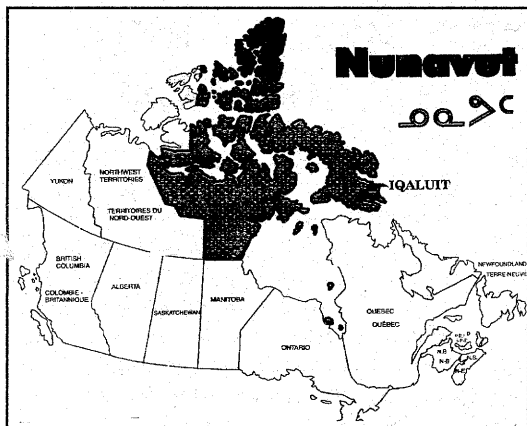 Nunavut
ᓄᓇᕗᑦ
IQALUIT
YUKON
NORTHWEST
TERRITORIES
TERRITOIRES DU
NORD-OUEST
BRITISH
COLUMBIA
COLOMBIE -
BRITANNIQUE
ALBERTA
SASKATCHEWAN
MANITOBA
ONTARIO
QUEBEC
QUÉBEC
NEWFOUNDLAND
TERRE-NEUVE
N.B.
N-B
N.S.